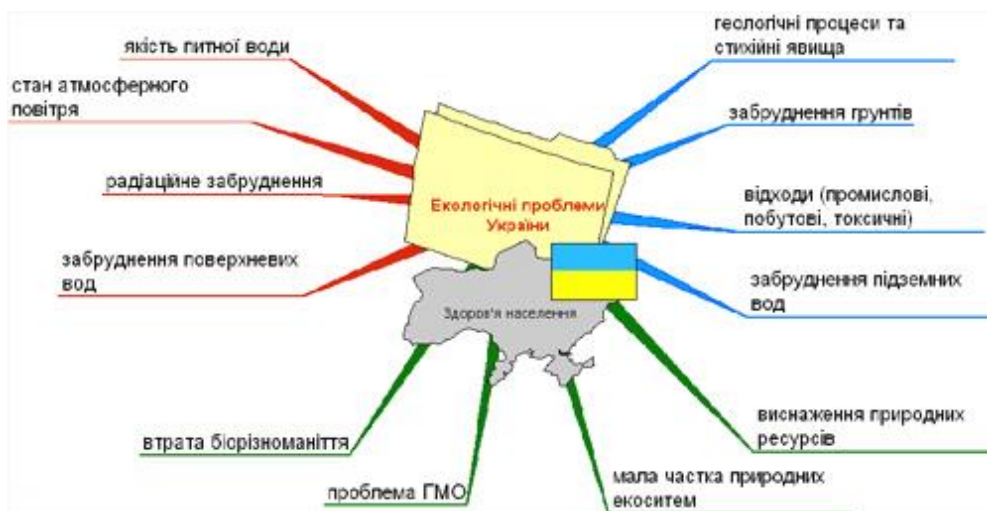 якість питної води
стан атмосферного
повітря
радіаційне забруднення
забруднення поверхневих
вод
Екологічні проблеми
України
Здоров'я населення
геологічні процеси та
стихійні явища
забруднення грунтів
відходи (промислові,
побутові, токсичні)
забруднення підземних
вод
втрата біорізноманіття
проблема ГМО
мала частка природних
екоситем
виснаження природних
ресурсів